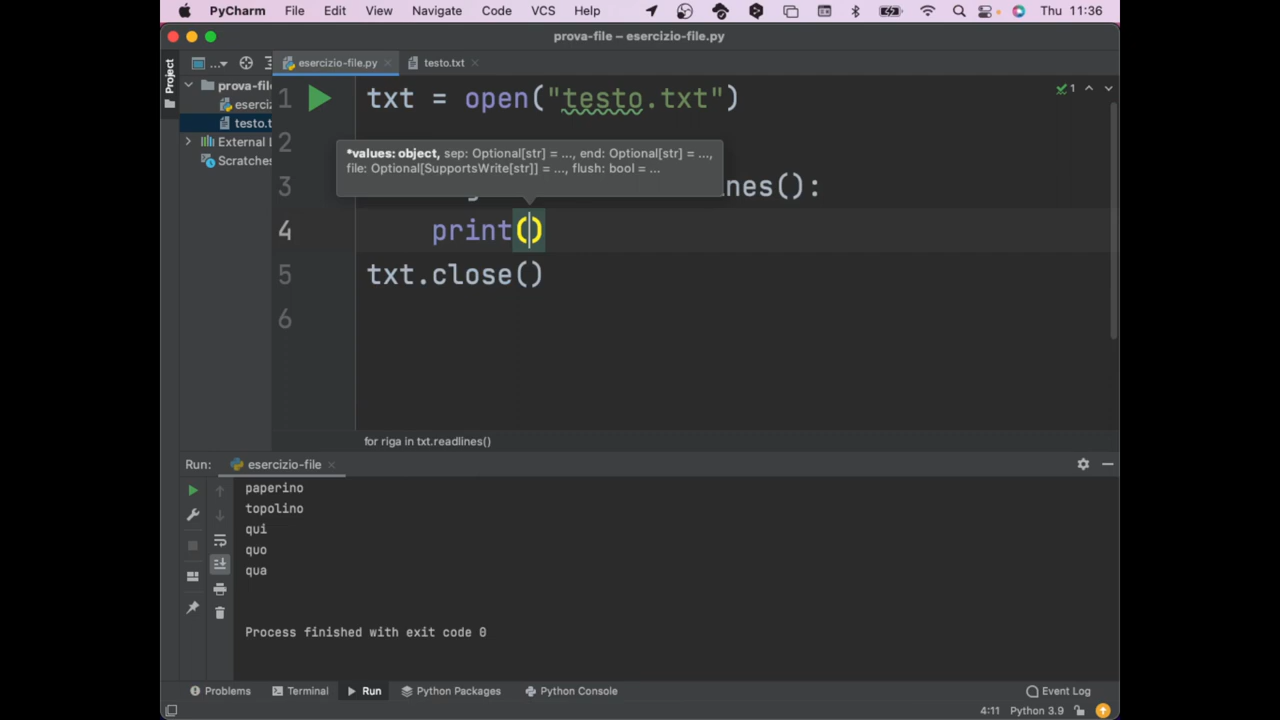 PyCharm File Edit View Navigate Code VCS Help Thu 11:36
prova-file – esercizio-file.py
...
esercizio-file.py
testo.txt
Project
prova-file
1 txt = open("testo.txt")
1
eserciz
testo.t
2
External L
*values: object, sep: Optional[str] = ..., end: Optional[str] = ...,
file: Optional[SupportsWrite[str]] = ..., flush: bool = ...
Scratches
3 nes():
4 print()
5 txt.close()
6
for riga in txt.readlines()
Run: esercizio-file
paperino
topolino
qui
quo
qua
Process finished with exit code 0
Problems Terminal Run Python Packages Python Console Event Log
4:11 Python 3.9